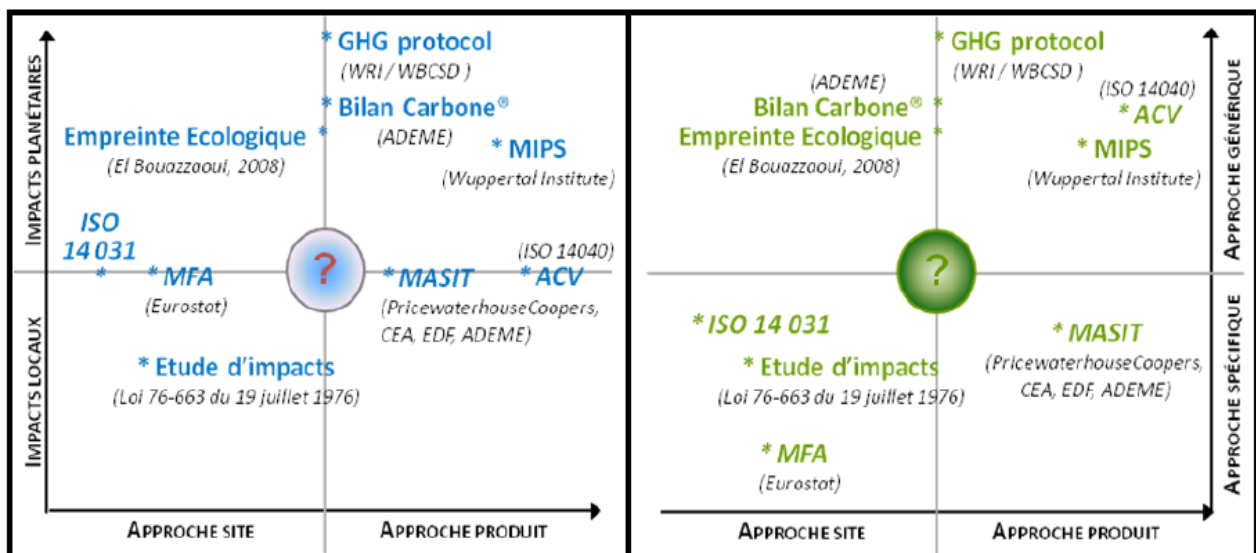 IMPACTS PLANÉTAIRES
IMPACTS LOCAUX
* GHG protocol
(WRI / WBCSD )
* Bilan Carbone®
(ADEME)
Empreinte Ecologique *
(El Bouazzaoui, 2008)
* MIPS
(Wuppertal Institute)
ISO
14 031
*
* MFA
(Eurostat)
?
* MASIT
(PricewaterhouseCoopers,
CEA, EDF, ADEME)
(ISO 14040)
* ACV
* Etude d'impacts
(Loi 76-663 du 19 juillet 1976)
APPROCHE SITE
APPROCHE PRODUIT
* GHG protocol
(WRI / WBCSD )
(ADEME)
Bilan Carbone® *
Empreinte Ecologique *
(El Bouazzaoui, 2008)
(ISO 14040)
* ACV
* MIPS
(Wuppertal Institute)
?
* ISO 14 031
* Etude d'impacts
(Loi 76-663 du 19 juillet 1976)
* MASIT
(PricewaterhouseCoopers,
CEA, EDF, ADEME)
* MFA
(Eurostat)
APPROCHE SITE
APPROCHE PRODUIT
APPROCHE GÉNÉRIQUE
APPROCHE SPÉCIFIQUE